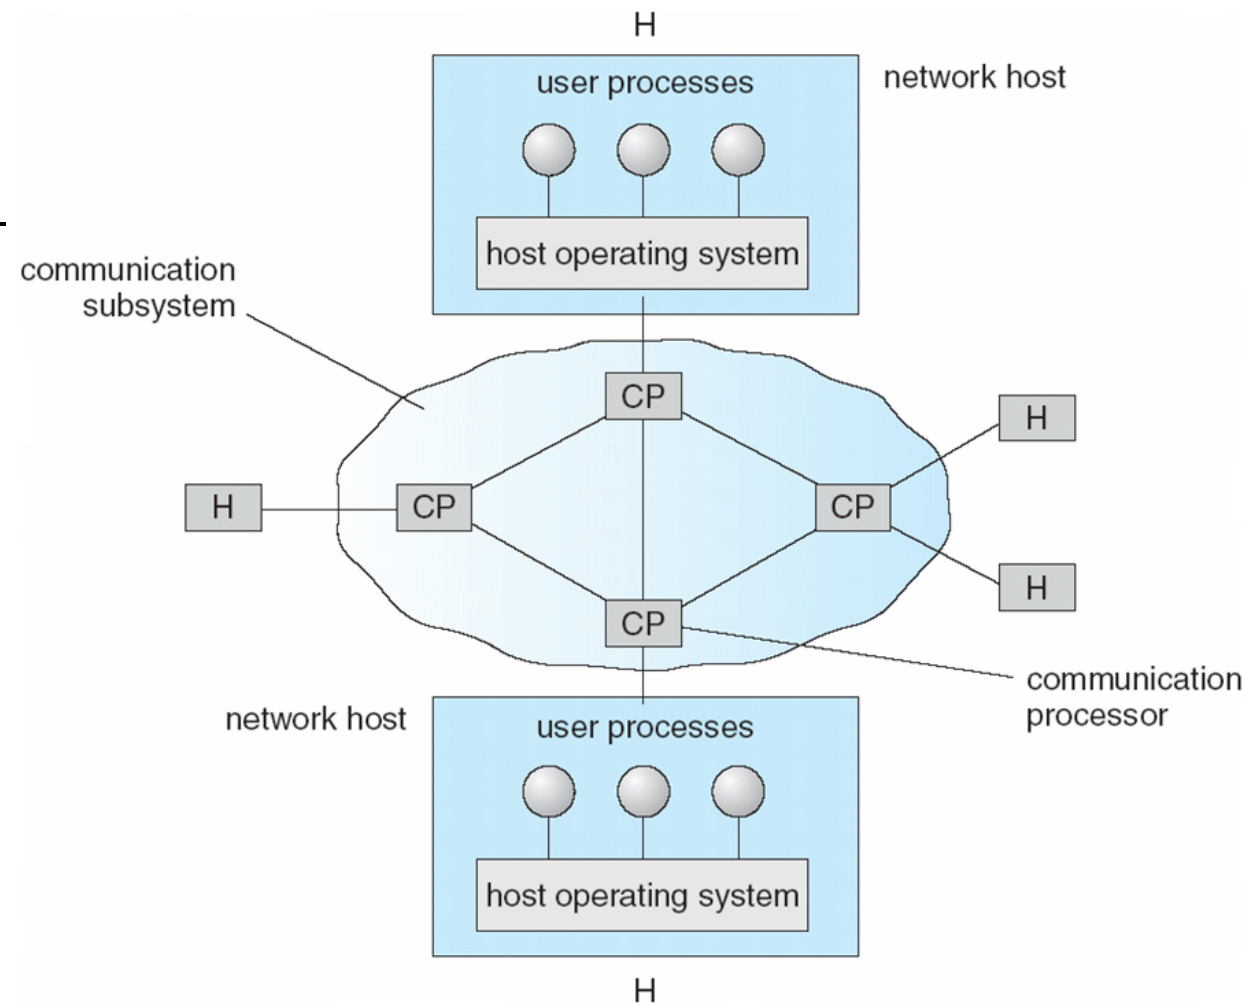 H
user processes
network host
host operating system
communication
subsystem
CP
H
H
CP
CP
H
CP
communication
processor
network host
user processes
host operating system
H